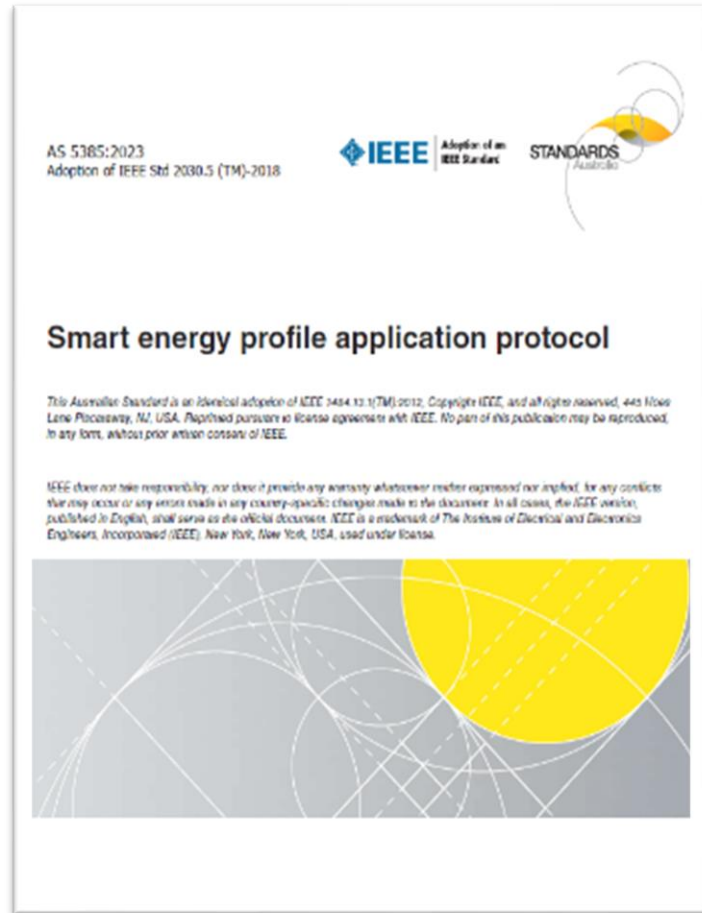 AS 5385:2023
Adoption of IEEE Std 2030.5 (TM)-2018
IEEE
Adoption of an
IEEE Standard
STANDARDS
Australia
Smart energy profile application protocol
This Australian Standard is an identical adoption of IEEE 1484.13.1(TM):2012, Copyright IEEE, and all rights reserved, 445 Hoes
Lane Piscataway, NJ, USA. Reprinted pursuant to license agreement with IEEE. No part of this publication may be reproduced,
in any form, without prior written consent of IEEE.
IEEE does not take responsibility, nor does it provide any warranty whatsoever neither expressed nor implied, for any conflicts
that may occur or any errors made in any country-specific changes made to the document. In all cases, the IEEE version,
published in English, shall serve as the official document. IEEE is a trademark of The Institute of Electrical and Electronics
Engineers, Incorporated (IEEE), New York, New York, USA, used under license.